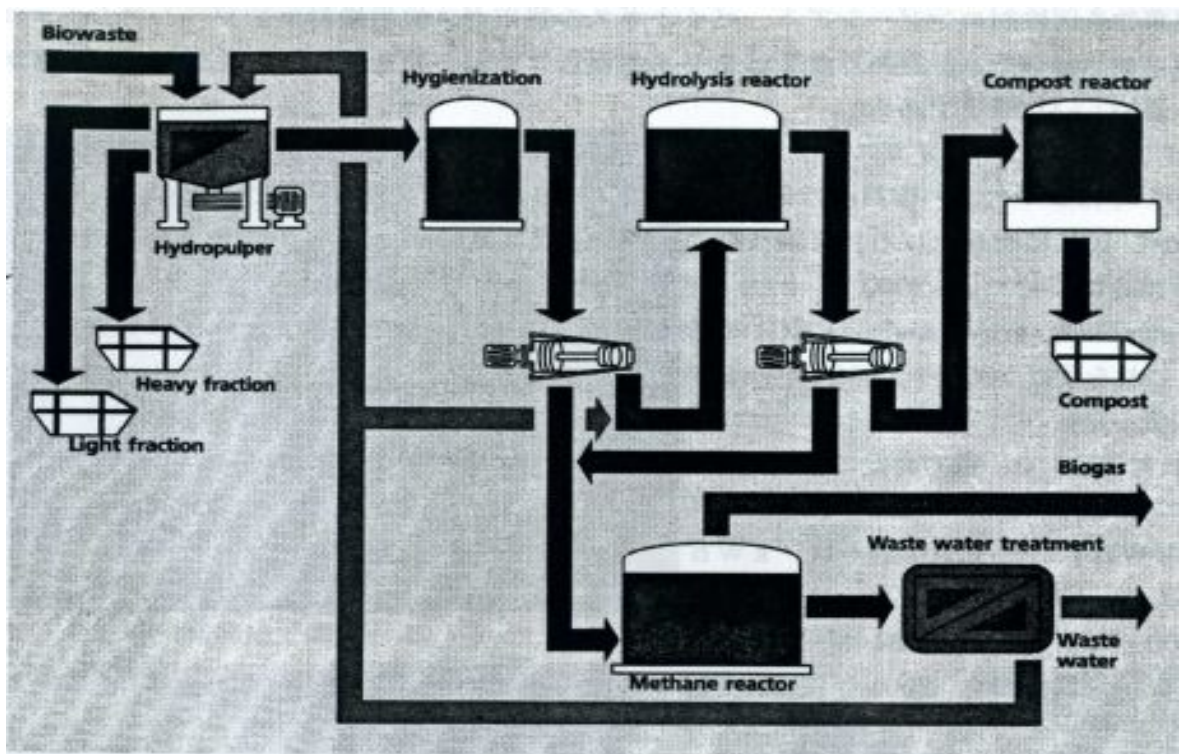 Biowaste
Hygienization
Hydrolysis reactor
Compost reactor
Hydropulper
Heavy fraction
Light fraction
Compost
Biogas
Waste water treatment
Waste
water
Methane reactor